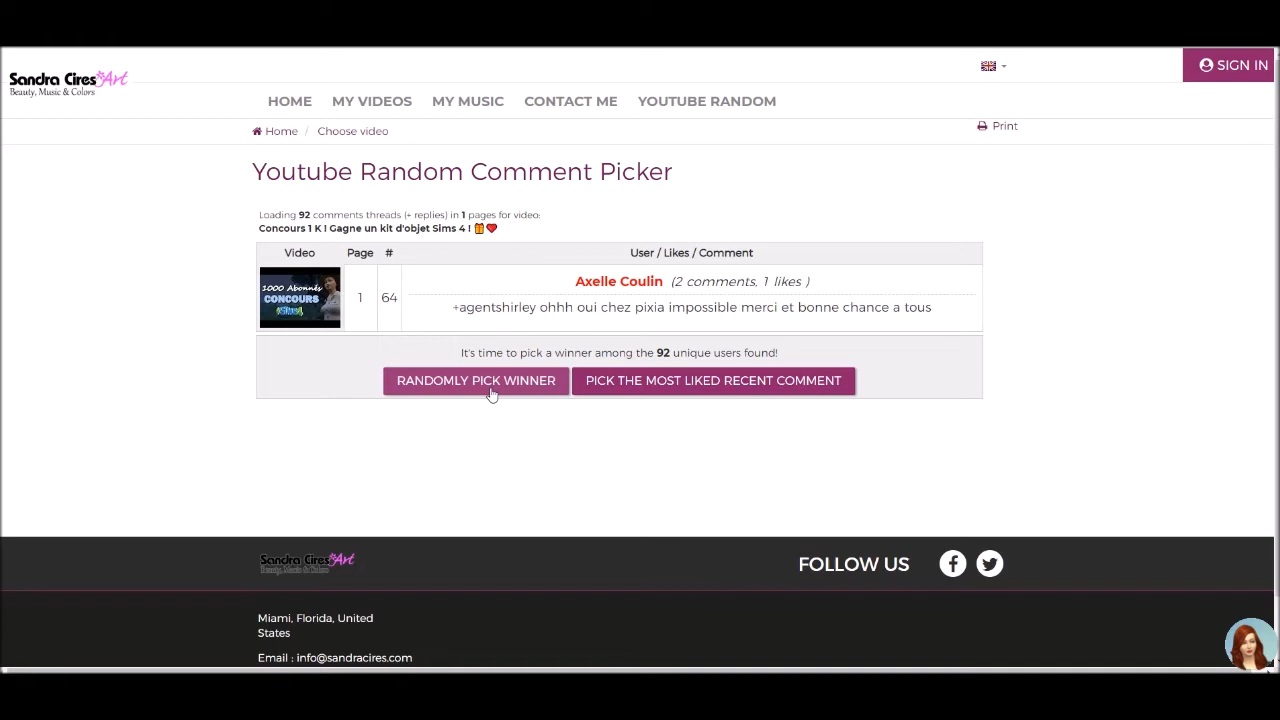 Sandra Cires Art
Beauty, Music & Colors
SIGN IN
HOME MY VIDEOS MY MUSIC CONTACT ME YOUTUBE RANDOM
Home / Choose video
Print
Youtube Random Comment Picker
Loading 92 comments threads (+ replies) in 1 pages for video:
Concours 1 K ! Gagne un kit d'objet Sims 4 ! 🎁❤️
Video Page # User / Likes / Comment
1000 Abonnés
CONCOURS
1 64
Axelle Coulin (2 comments, 1 likes )
+agentshirley ohhh oui chez pixia impossible merci et bonne chance a tous
It's time to pick a winner among the 92 unique users found!
RANDOMLY PICK WINNER PICK THE MOST LIKED RECENT COMMENT
Sandra Cires Art
Beauty, Music & Colors
FOLLOW US
Miami, Florida, United
States
Email : info@sandracires.com